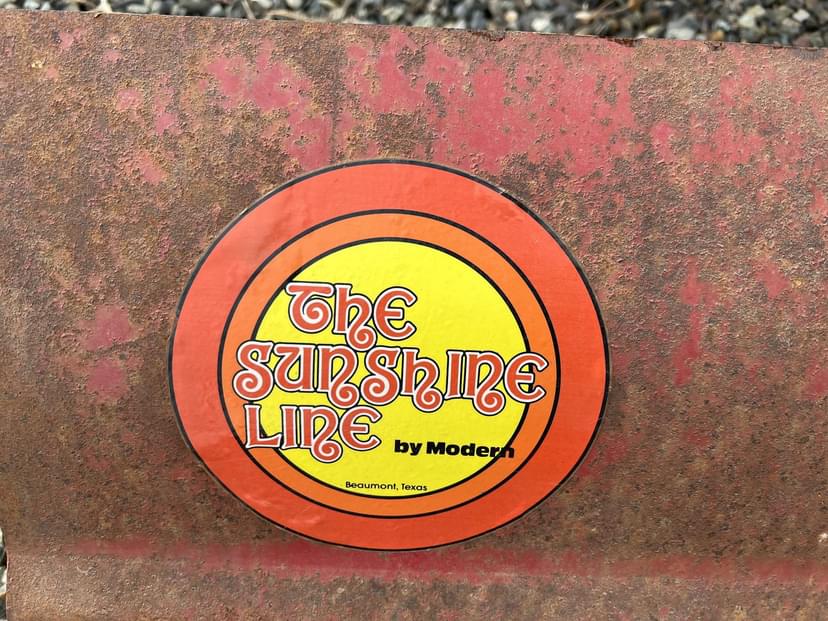 The
Sunshine
Line
by Modern
Beaumont, Texas